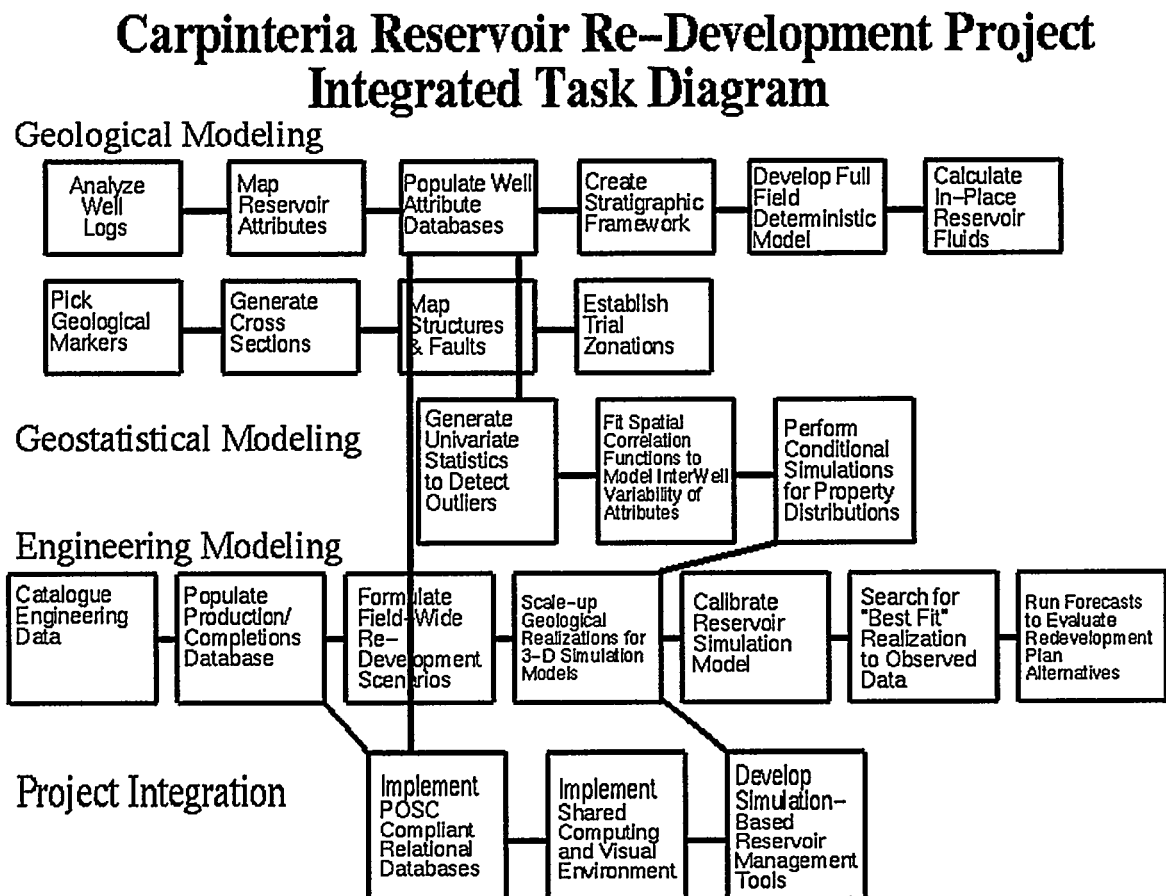 Carpinteria Reservoir Re-Development Project
Integrated Task Diagram
Geological Modeling
Analyze
Well
Logs
Map
Reservoir
Attributes
Populate Well
Attribute
Databases
Create
Stratigraphic
Framework
Develop Full
Field
Deterministic
Model
Calculate
In-Place
Reservoir
Fluids
Pick
Geological
Markers
Generate
Cross
Sections
Map
Structures
& Faults
Establish
Trial
Zonations
Geostatistical Modeling
Generate
Univariate
Statistics
to Detect
Outliers
Fit Spatial
Correlation
Functions to
Model InterWell
Variability of
Attributes
Perform
Conditional
Simulations
for Property
Distributions
Engineering Modeling
Catalogue
Engineering
Data
Populate
Production/
Completions
Database
Formulate
Field-Wide
Re-
Development
Scenarios
Scale-up
Geological
Realizations for
3-D Simulation
Models
Calibrate
Reservoir
Simulation
Model
Search for
"Best Fit"
Realization
to Observed
Data
Run Forecasts
to Evaluate
Redevelopment
Plan
Alternatives
Project Integration
Implement
POSC
Compliant
Relational
Databases
Implement
Shared
Computing
and Visual
Environment
Develop
Simulation-
Based
Reservoir
Management
Tools